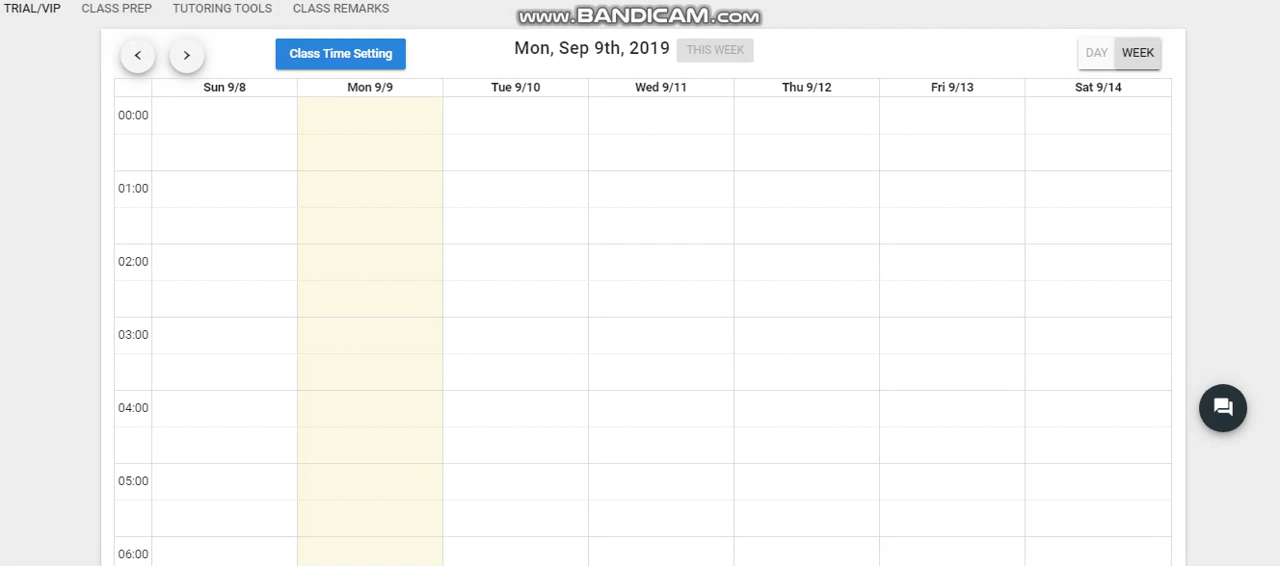 TRIAL/VIP CLASS PREP TUTORING TOOLS CLASS REMARKS
www.BANDICAM.com
< > Class Time Setting Mon, Sep 9th, 2019 THIS WEEK DAY WEEK
Sun 9/8 Mon 9/9 Tue 9/10 Wed 9/11 Thu 9/12 Fri 9/13 Sat 9/14
00:00
01:00
02:00
03:00
04:00
05:00
06:00